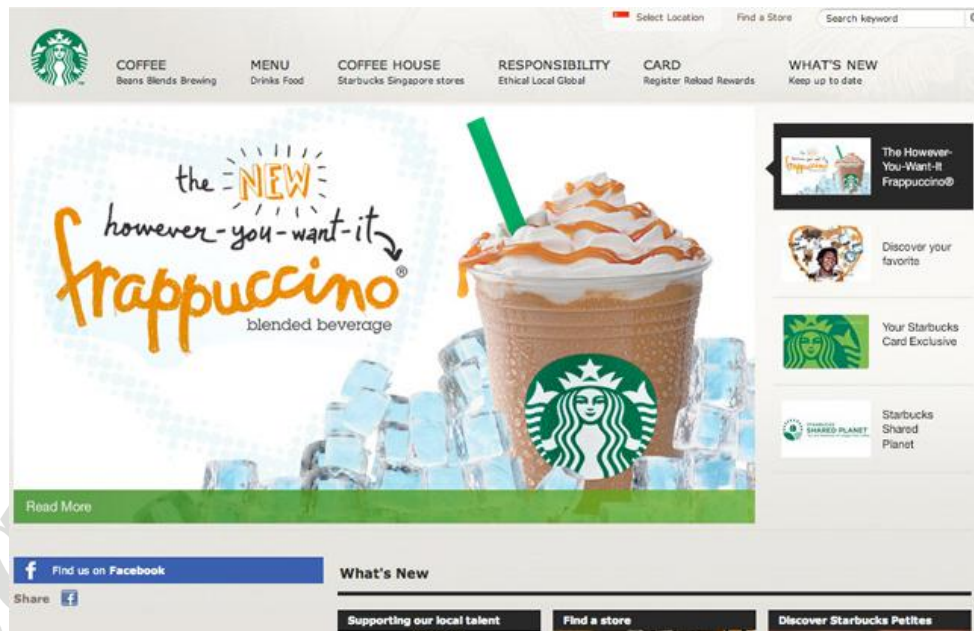 Select Location
Find a Store
Search keyword
COFFEE
Beans Blends Brewing
MENU
Drinks Food
COFFEE HOUSE
Starbucks Singapore stores
RESPONSIBILITY
Ethical Local Global
CARD
Register Reload Rewards
WHAT'S NEW
Keep up to date
the NEW
however-you-want-it
frappuccino®
blended beverage
Read More
The However-
You-Want-It
Frappuccino®
Discover your
favorite
Your Starbucks
Card Exclusive
SHARED PLANET
Starbucks
Shared
Planet
Find us on Facebook
Share
What's New
Supporting our local talent
Find a store
Discover Starbucks Petites